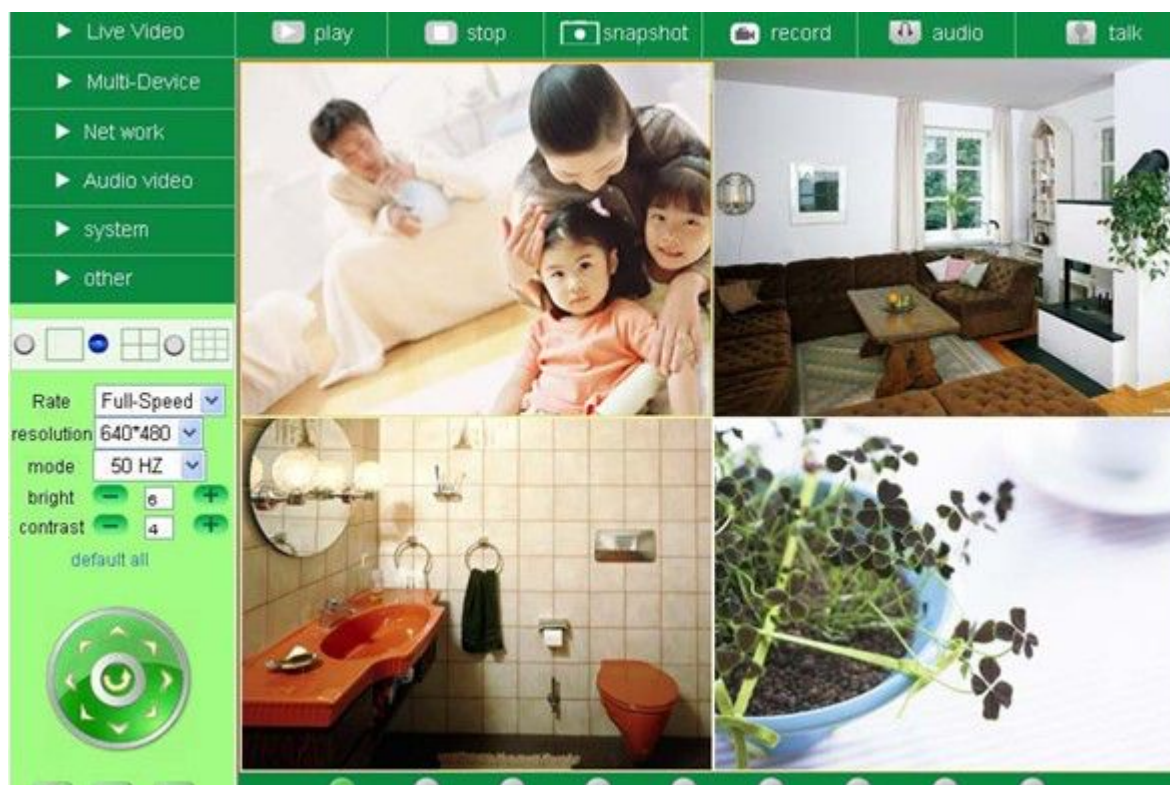 Live Video
play
stop
snapshot
record
audio
talk
Multi-Device
Net work
Audio video
system
other
Rate Full-Speed
resolution 640*480
mode 50 HZ
bright 6
contrast 4
default all